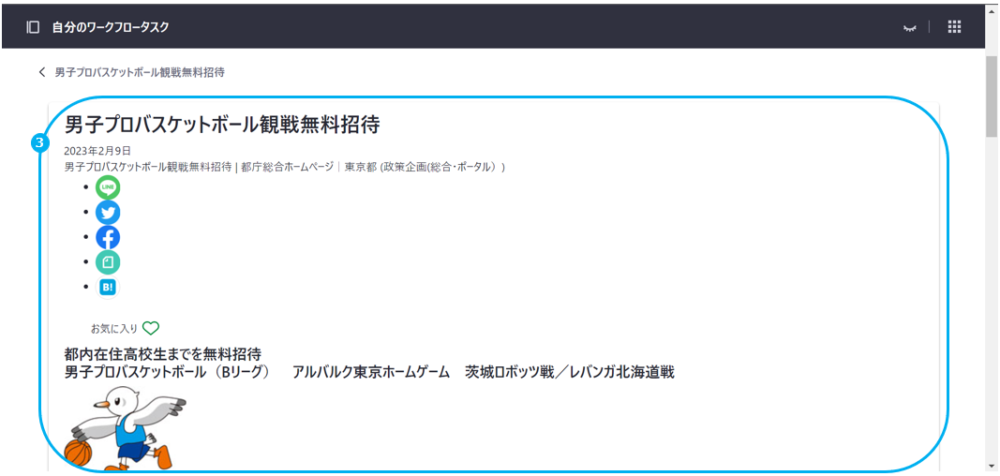 自分のワークフロータスク
男子プロバスケットボール観戦無料招待
男子プロバスケットボール観戦無料招待
3
2023年2月9日
男子プロバスケットボール観戦無料招待 | 都庁総合ホームページ｜東京都 (政策企画(総合・ポータル）)
LINE
B!
お気に入り
都内在住高校生までを無料招待
男子プロバスケットボール（Bリーグ）　アルバルク東京ホームゲーム　茨城ロボッツ戦／レバンガ北海道戦